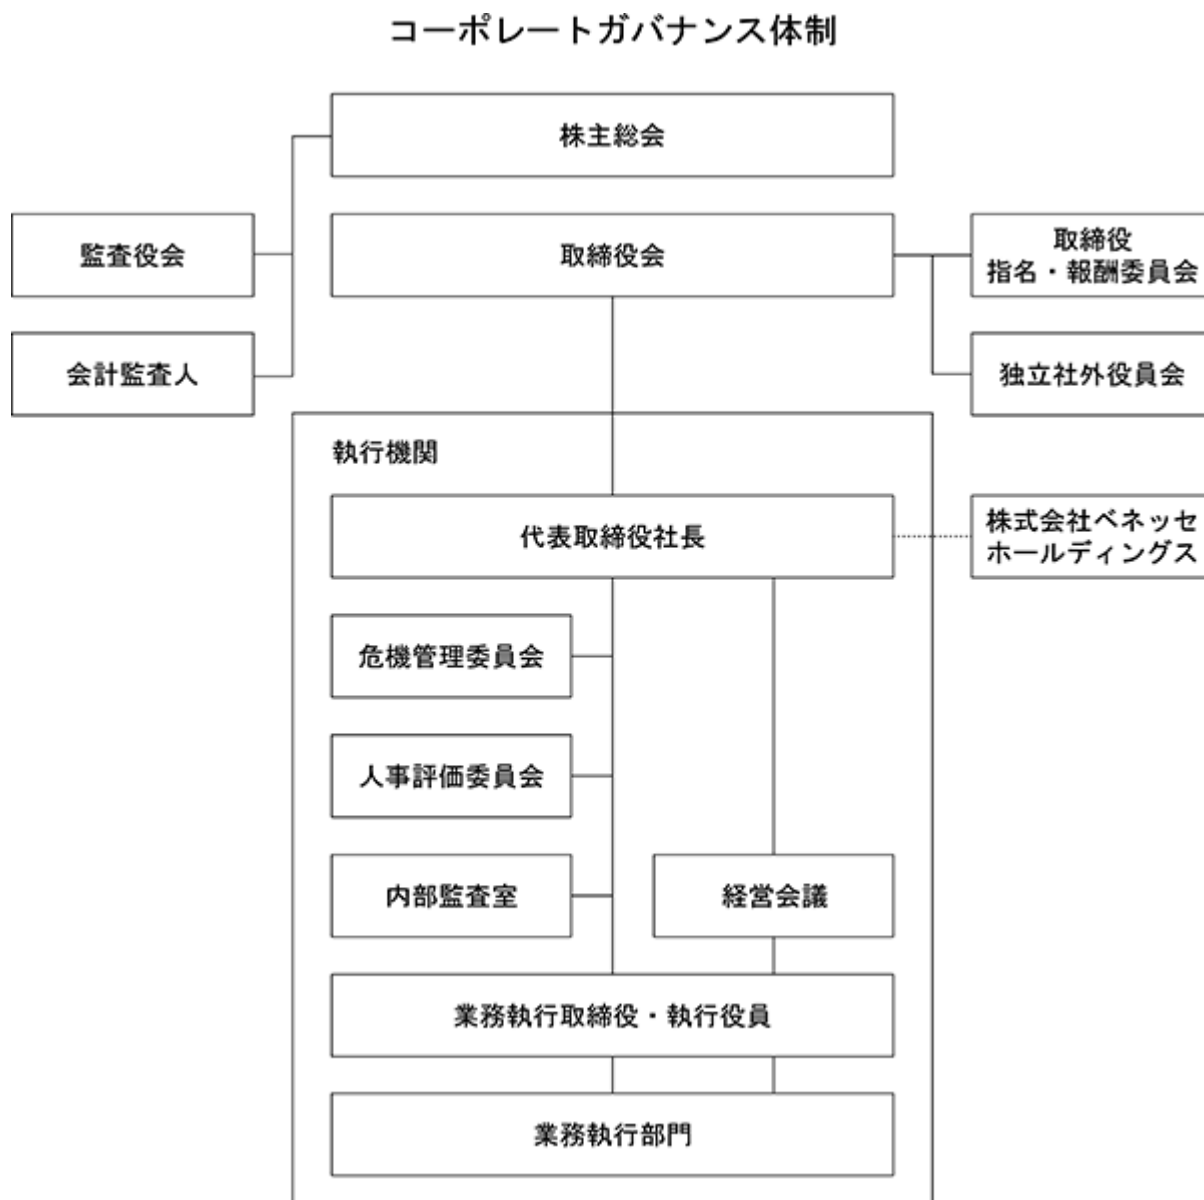 コーポレートガバナンス体制
株主総会
監査役会
取締役会
取締役
指名・報酬委員会
会計監査人
独立社外役員会
執行機関
代表取締役社長
株式会社ベネッセ
ホールディングス
危機管理委員会
人事評価委員会
内部監査室
経営会議
業務執行取締役・執行役員
業務執行部門